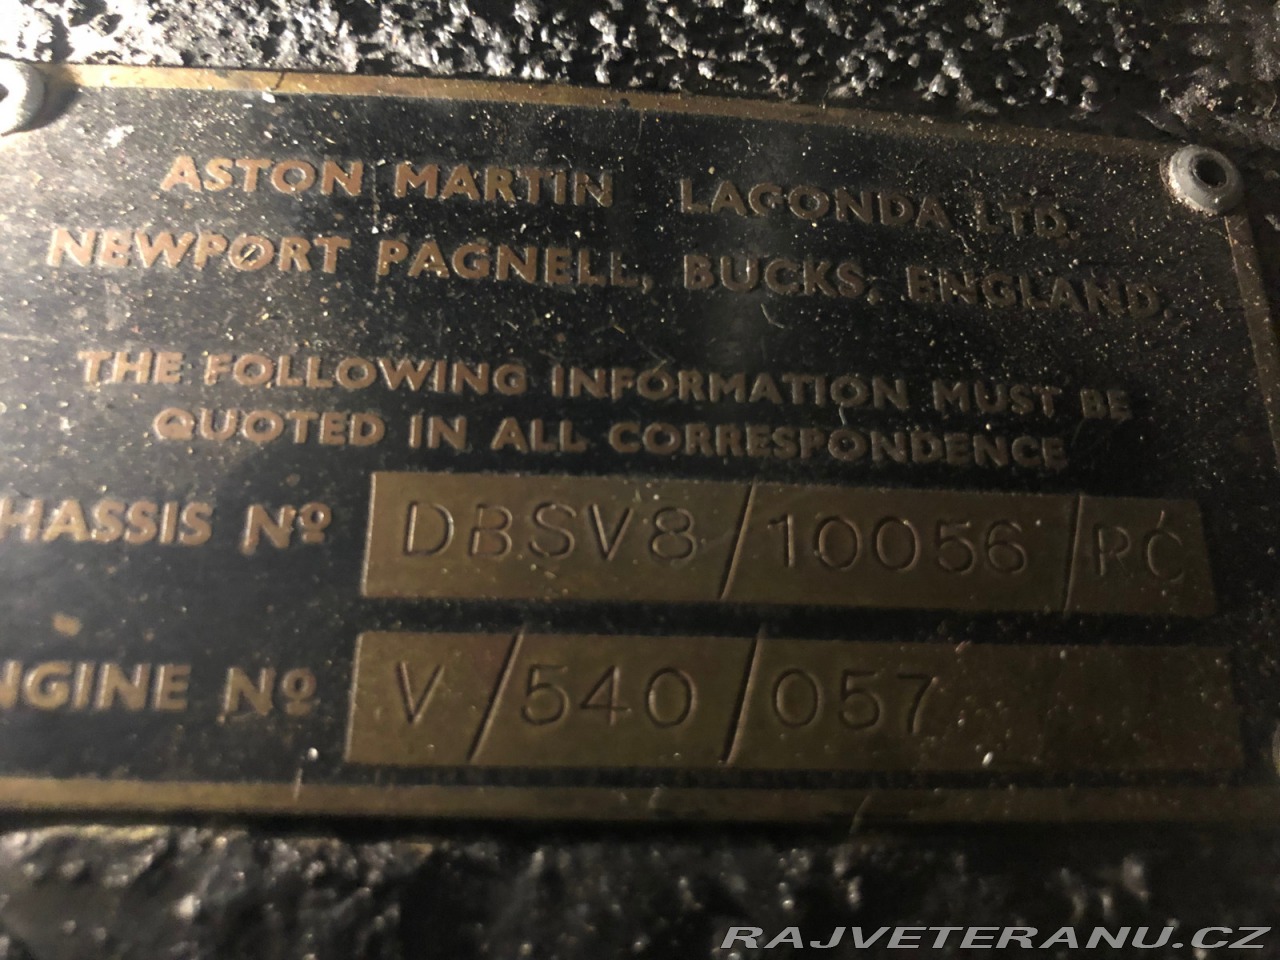 ASTON MARTIN LAGONDA LTD.
NEWPORT PAGNELL, BUCKS, ENGLAND.
THE FOLLOWING INFORMATION MUST BE
QUOTED IN ALL CORRESPONDENCE
HASSIS Nº DBSV8/10056/RC
NGINE Nº V/540/057
RAJVETERANU.CZ